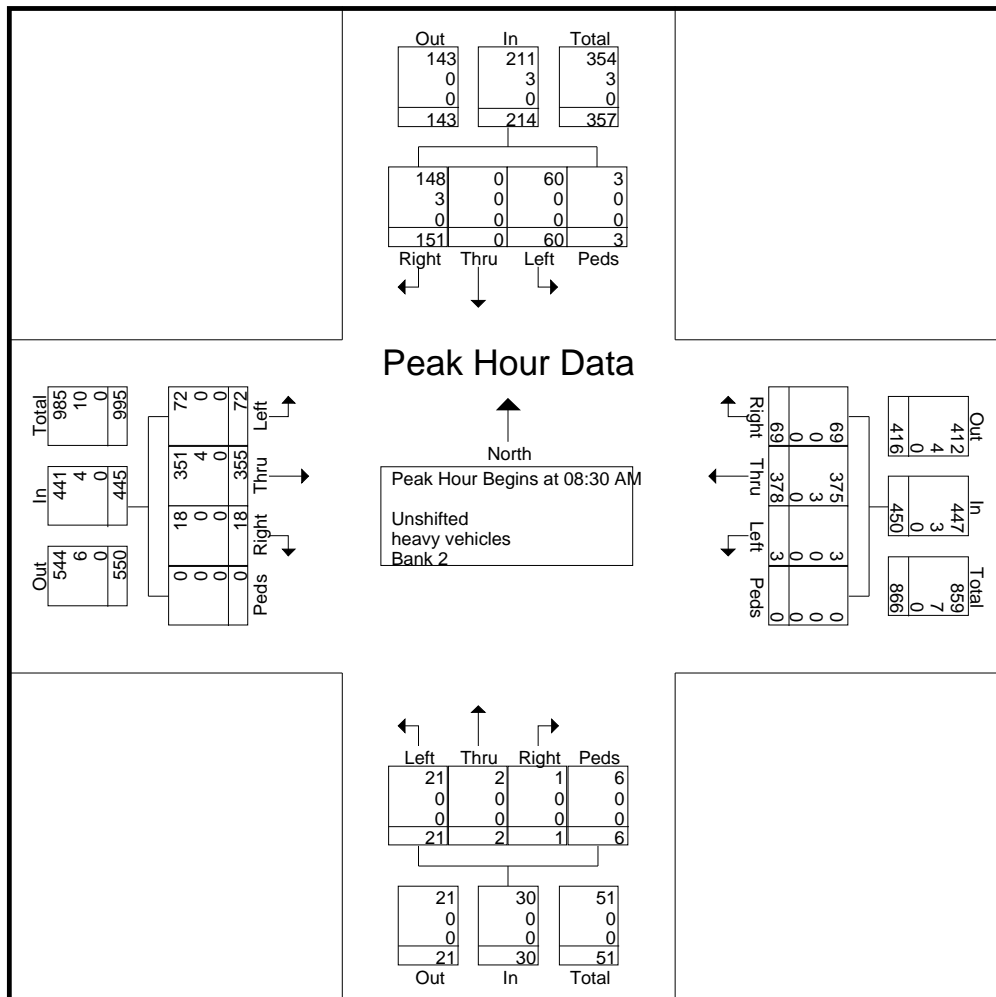 Out In Total
143 211 354
0 3 3
0 0 0
143 214 357
148 0 60 3
3 0 0 0
0 0 0 0
151 0 60 3
Right Thru Left Peds
Peak Hour Data
North
Peak Hour Begins at 08:30 AM
Unshifted
heavy vehicles
Bank 2
Out In Total
544 441 985
6 4 10
0 0 0
550 445 995
0 18 351 72
0 0 4 0
0 0 0 0
0 18 355 72
Peds Right Thru Left
Out In Total
412 447 859
4 3 7
0 0 0
416 450 866
69 375 3 0
0 3 0 0
0 0 0 0
69 378 3 0
Right Thru Left Peds
Left Thru Right Peds
21 2 1 6
0 0 0 0
0 0 0 0
21 2 1 6
21 30 51
0 0 0
0 0 0
21 30 51
Out In Total